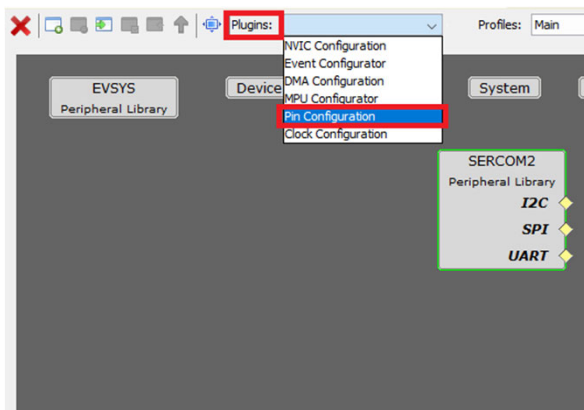 Plugins:
Profiles: Main
NVIC Configuration
Event Configurator
DMA Configuration
MPU Configurator
Pin Configuration
Clock Configuration
EVSYS
Peripheral Library
Device
System
SERCOM2
Peripheral Library
I2C
SPI
UART